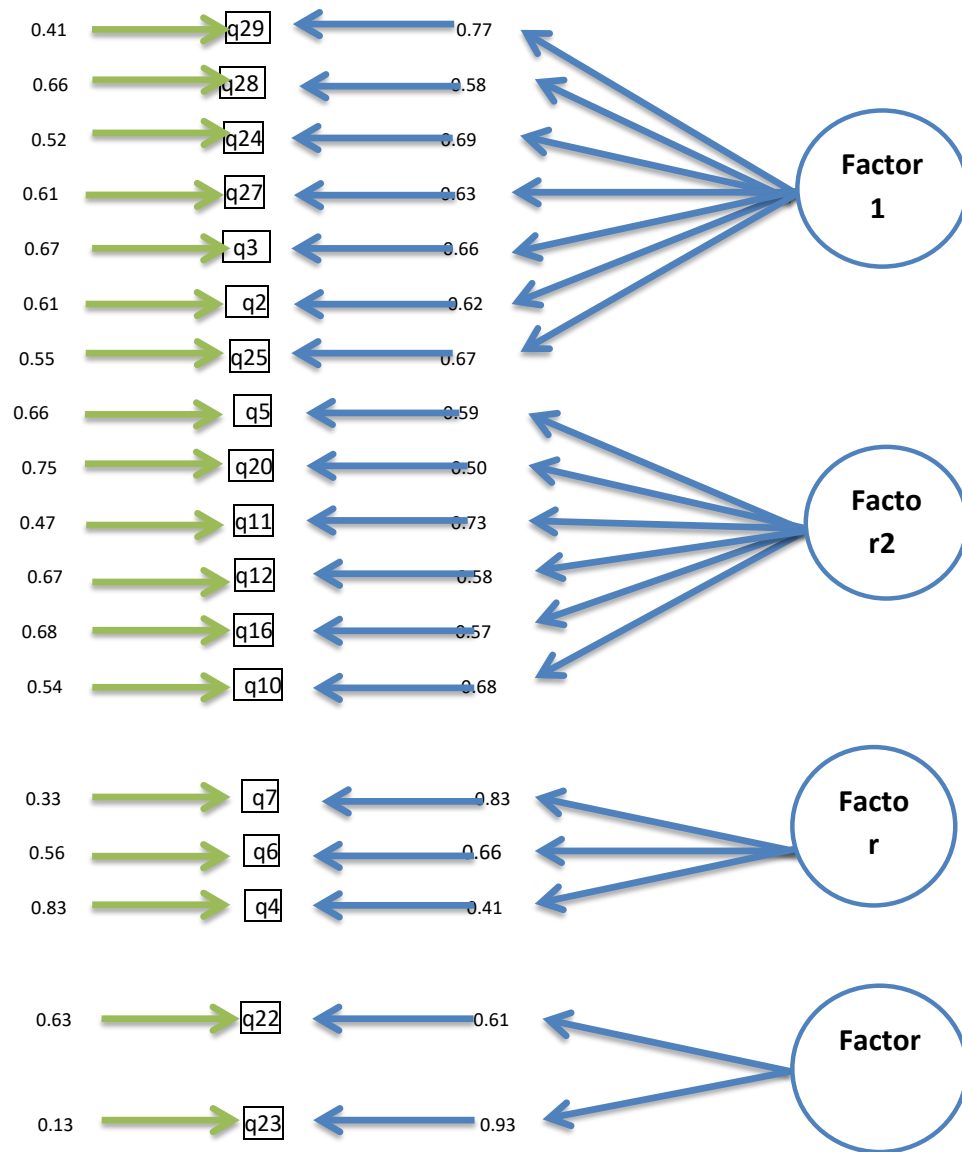 0.41 q29 0.77
0.66 q28 0.58
0.52 q24 0.69
0.61 q27 0.63
Factor
1
0.67 q3 0.66
0.61 q2 0.62
0.55 q25 0.67
0.66 q5 0.59
0.75 q20 0.50
0.47 q11 0.73
Facto
r2
0.67 q12 0.58
0.68 q16 0.57
0.54 q10 0.68
0.33 q7 0.83
Facto
r
0.56 q6 0.66
0.83 q4 0.41
0.63 q22 0.61
Factor
0.13 q23 0.93